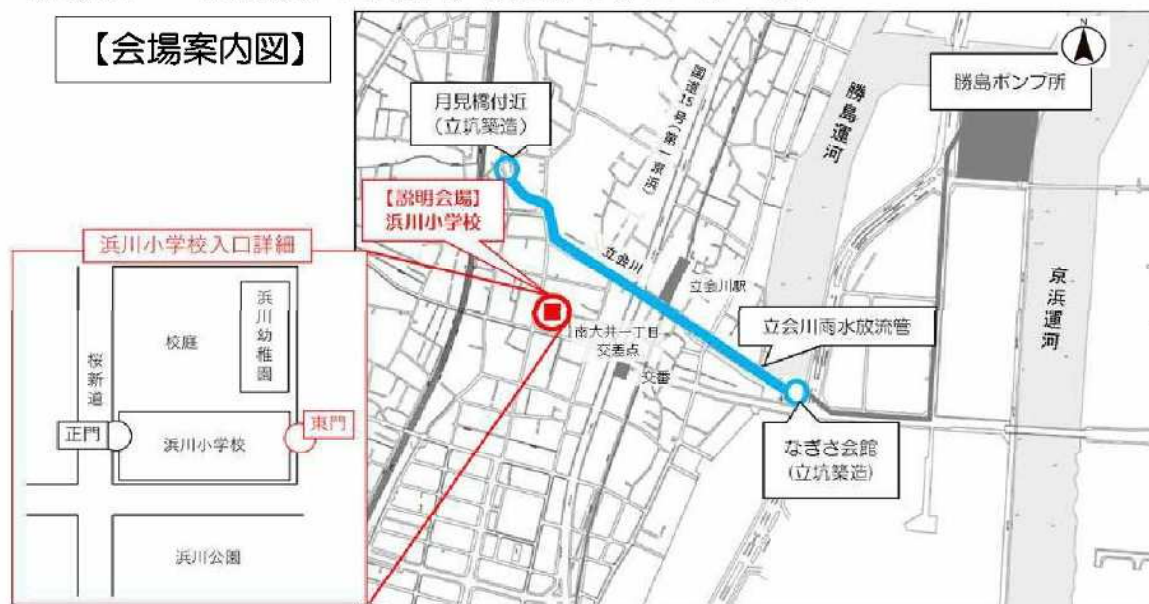 【会場案内図】
N
勝島ポンプ所
月見橋付近
(立坑築造)
国道15号(第一京浜)
勝島運河
【説明会場】
浜川小学校
浜川小学校入口詳細
立会川
立会川駅
京浜運河
浜川幼稚園
校庭
桜新道
南大井一丁目
交差点
立会川雨水放流管
交番
正門
浜川小学校
東門
なぎさ会館
(立坑築造)
浜川公園